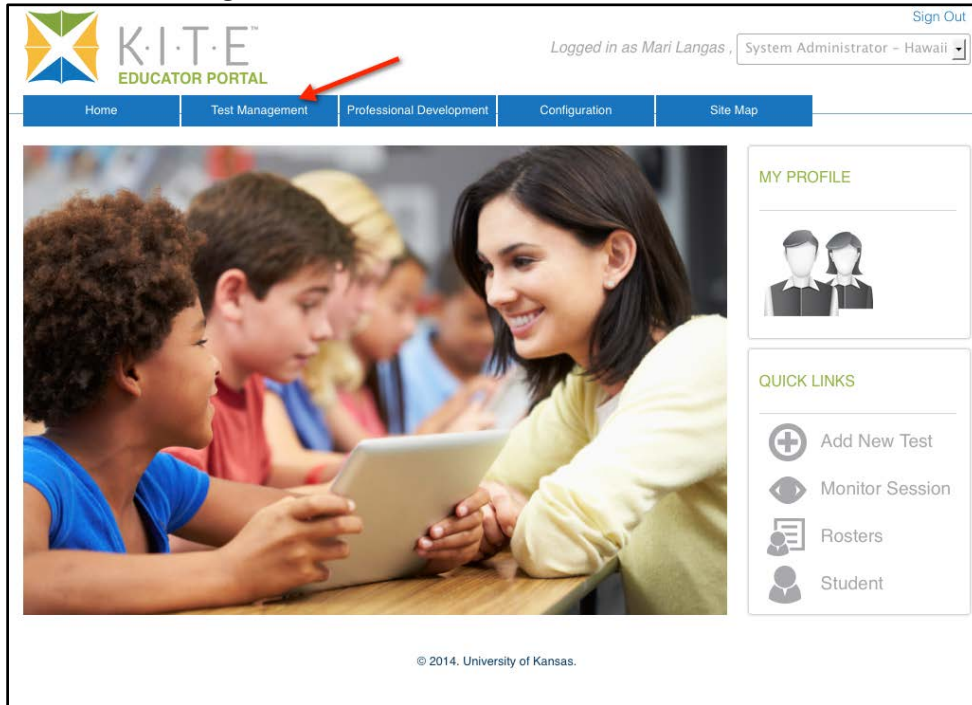 Sign Out
K·I·T·E™
EDUCATOR PORTAL
Logged in as Mari Langas , System Administrator - Hawaii
Home Test Management Professional Development Configuration Site Map
MY PROFILE
QUICK LINKS
Add New Test
Monitor Session
Rosters
Student
© 2014. University of Kansas.